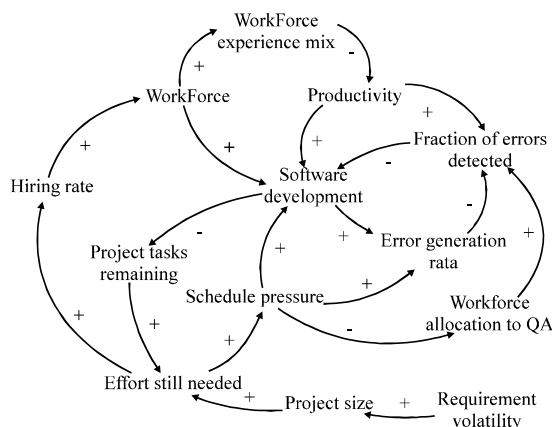 WorkForce
experience mix
+
-
WorkForce
Productivity
+
+
+
+
Fraction of errors
detected
-
Hiring rate
Software
development
-
-
+
Error generation
rata
+
Project tasks
remaining
+
+
Schedule pressure
Workforce
allocation to QA
+
+
+
-
Effort still needed
+
Project size
+
Requirement
volatility